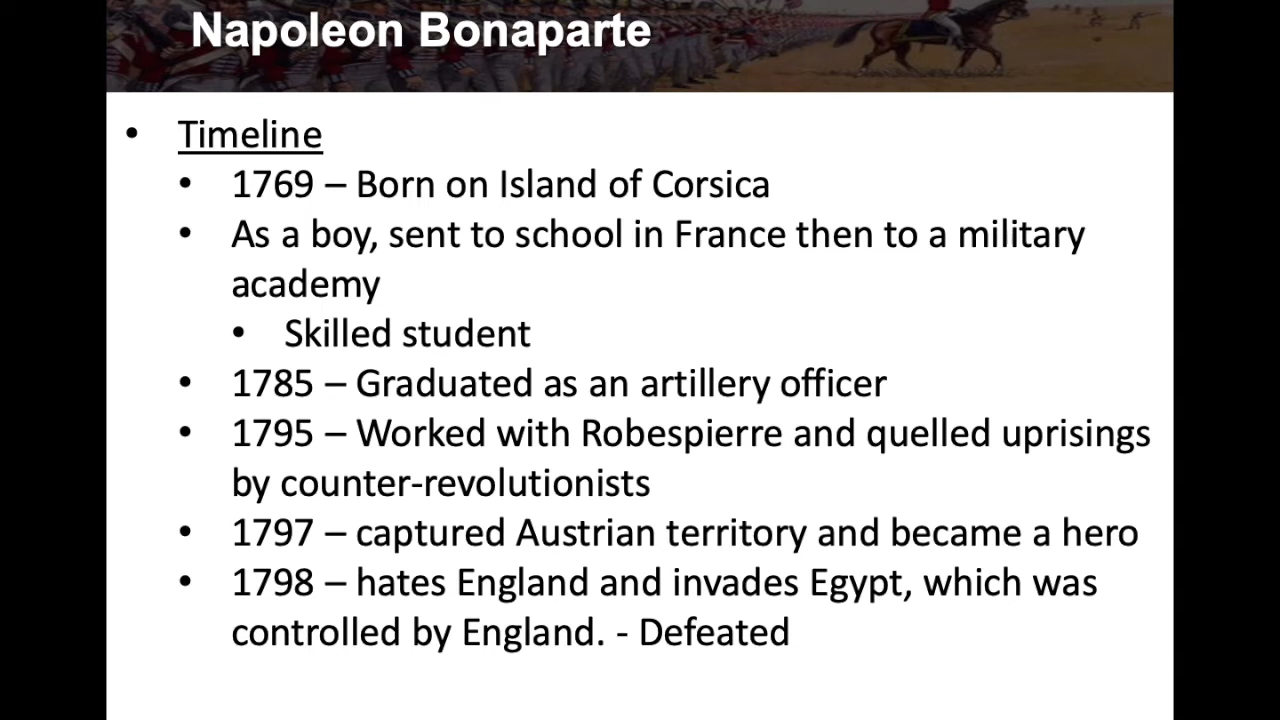 Napoleon Bonaparte
• Timeline
• 1769 – Born on Island of Corsica
• As a boy, sent to school in France then to a military
academy
• Skilled student
• 1785 – Graduated as an artillery officer
• 1795 – Worked with Robespierre and quelled uprisings
by counter-revolutionists
• 1797 – captured Austrian territory and became a hero
• 1798 – hates England and invades Egypt, which was
controlled by England. - Defeated